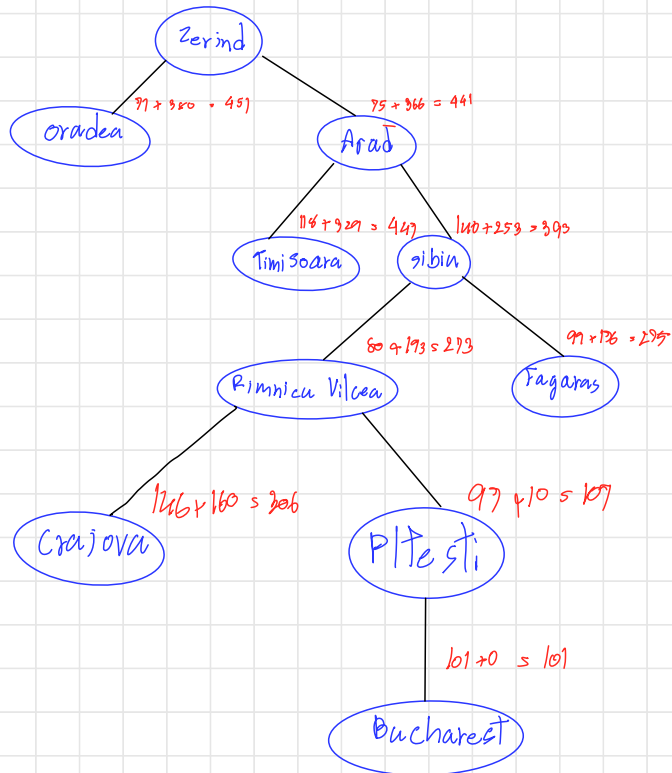 Zerind
71 + 380 = 451
75 + 366 = 441
Oradea
Arad
118 + 329 = 447
140 + 253 = 393
Timisoara
sibiu
80 + 193 = 273
99 + 176 = 275
Rimnicu Vilcea
Fagaras
146 + 160 = 306
97 + 10 = 107
Crajova
Pitesti
101 + 0 = 101
Bucharest